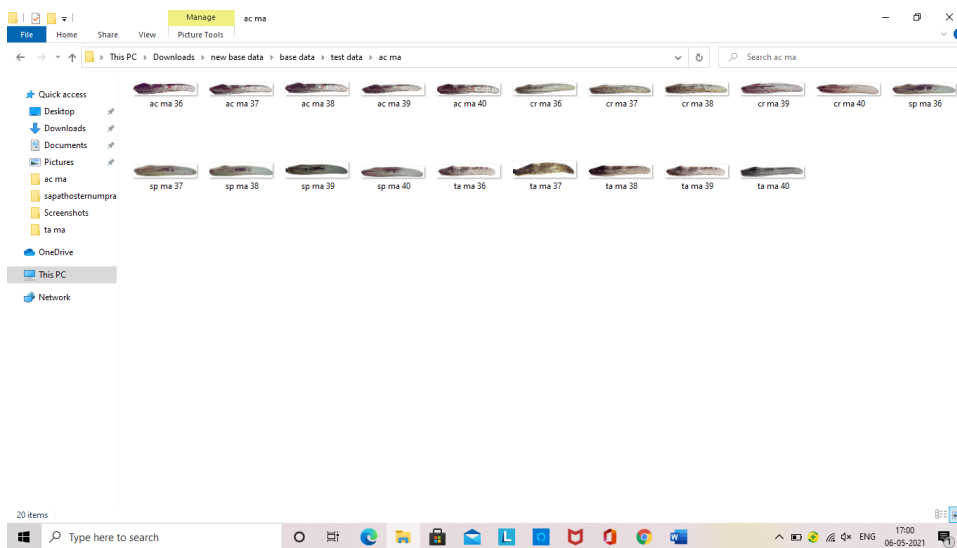 Manage ac ma
File Home Share View Picture Tools
This PC > Downloads > new base data > base data > test data > ac ma
Search ac ma
Quick access
Desktop
Downloads
Documents
Pictures
ac ma
sapathosternumpra
Screenshots
ta ma
OneDrive
This PC
Network
ac ma 36 ac ma 37 ac ma 38 ac ma 39 ac ma 40 cr ma 36 cr ma 37 cr ma 38 cr ma 39 cr ma 40 sp ma 36
sp ma 37 sp ma 38 sp ma 39 sp ma 40 ta ma 36 ta ma 37 ta ma 38 ta ma 39 ta ma 40
20 items
Type here to search
L
W
ENG
17:00
06-05-2021
1